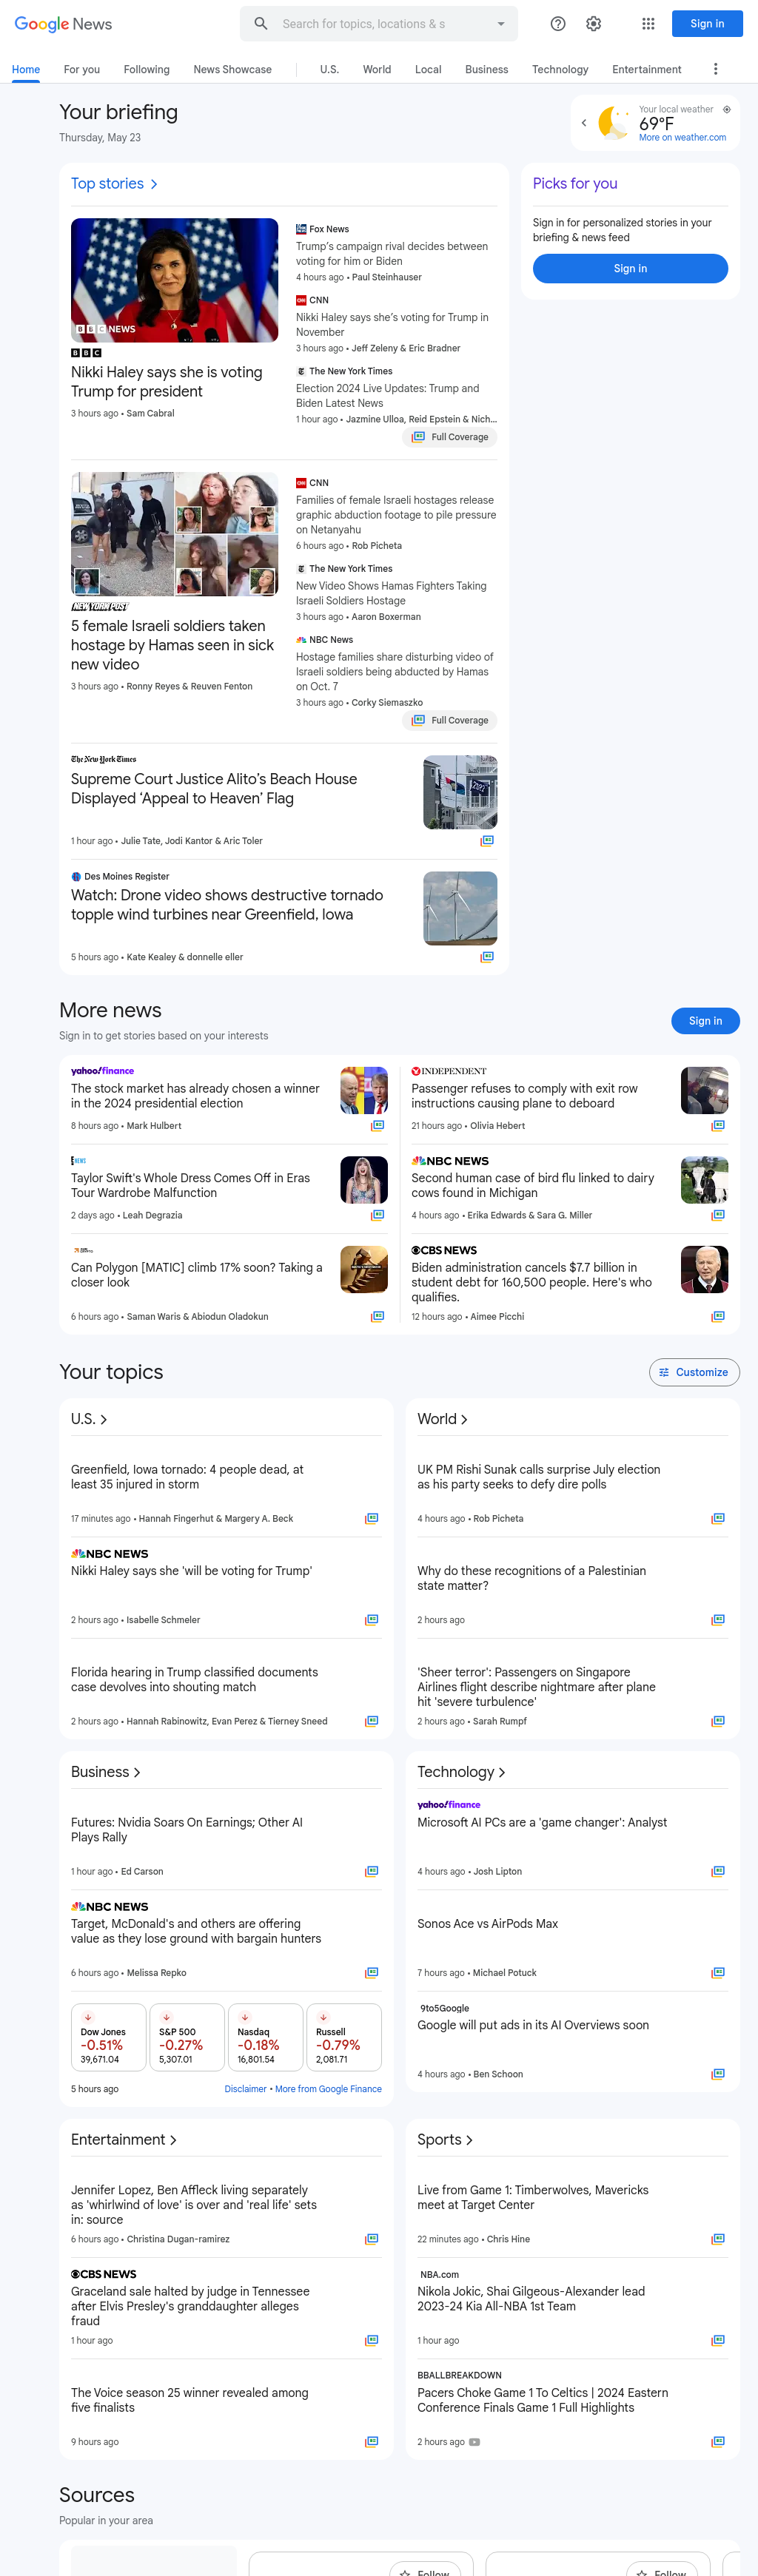 Google News
Search for topics, locations & s
Sign in
Home
For you
Following
News Showcase
U.S.
World
Local
Business
Technology
Entertainment
Your briefing
Thursday, May 23
Your local weather
69°F
More on weather.com
Top stories
BBC NEWS
BBC
Nikki Haley says she is voting
Trump for president
3 hours ago • Sam Cabral
Fox News
Trump's campaign rival decides between
voting for him or Biden
4 hours ago • Paul Steinhauser
CNN
Nikki Haley says she's voting for Trump in
November
3 hours ago • Jeff Zeleny & Eric Bradner
The New York Times
Election 2024 Live Updates: Trump and
Biden Latest News
1 hour ago • Jazmine Ulloa, Reid Epstein & Nich...
Full Coverage
Picks for you
Sign in for personalized stories in your
briefing & news feed
Sign in
NEW YORK POST
5 female Israeli soldiers taken
hostage by Hamas seen in sick
new video
3 hours ago • Ronny Reyes & Reuven Fenton
CNN
Families of female Israeli hostages release
graphic abduction footage to pile pressure
on Netanyahu
6 hours ago • Rob Picheta
The New York Times
New Video Shows Hamas Fighters Taking
Israeli Soldiers Hostage
3 hours ago • Aaron Boxerman
NBC News
Hostage families share disturbing video of
Israeli soldiers being abducted by Hamas
on Oct. 7
3 hours ago • Corky Siemaszko
Full Coverage
The New York Times
Supreme Court Justice Alito's Beach House
Displayed 'Appeal to Heaven' Flag
1 hour ago • Julie Tate, Jodi Kantor & Aric Toler
Des Moines Register
Watch: Drone video shows destructive tornado
topple wind turbines near Greenfield, Iowa
5 hours ago • Kate Kealey & donnelle eller
More news
Sign in to get stories based on your interests
Sign in
yahoo!finance
The stock market has already chosen a winner
in the 2024 presidential election
8 hours ago • Mark Hulbert
INDEPENDENT
Passenger refuses to comply with exit row
instructions causing plane to deboard
21 hours ago • Olivia Hebert
E NEWS
Taylor Swift's Whole Dress Comes Off in Eras
Tour Wardrobe Malfunction
2 days ago • Leah Degrazia
NBC NEWS
Second human case of bird flu linked to dairy
cows found in Michigan
4 hours ago • Erika Edwards & Sara G. Miller
Can Polygon [MATIC] climb 17% soon? Taking a
closer look
6 hours ago • Saman Waris & Abiodun Oladokun
CBS NEWS
Biden administration cancels $7.7 billion in
student debt for 160,500 people. Here's who
qualifies.
12 hours ago • Aimee Picchi
Your topics
Customize
U.S.
Greenfield, Iowa tornado: 4 people dead, at
least 35 injured in storm
17 minutes ago • Hannah Fingerhut & Margery A. Beck
NBC NEWS
Nikki Haley says she 'will be voting for Trump'
2 hours ago • Isabelle Schmeler
Florida hearing in Trump classified documents
case devolves into shouting match
2 hours ago • Hannah Rabinowitz, Evan Perez & Tierney Sneed
World
UK PM Rishi Sunak calls surprise July election
as his party seeks to defy dire polls
4 hours ago • Rob Picheta
Why do these recognitions of a Palestinian
state matter?
2 hours ago
'Sheer terror': Passengers on Singapore
Airlines flight describe nightmare after plane
hit 'severe turbulence'
2 hours ago • Sarah Rumpf
Business
Futures: Nvidia Soars On Earnings; Other AI
Plays Rally
1 hour ago • Ed Carson
NBC NEWS
Target, McDonald's and others are offering
value as they lose ground with bargain hunters
6 hours ago • Melissa Repko
Dow Jones
-0.51%
39,671.04
S&P 500
-0.27%
5,307.01
Nasdaq
-0.18%
16,801.54
Russell
-0.79%
2,081.71
5 hours ago
Disclaimer • More from Google Finance
Technology
yahoo!finance
Microsoft AI PCs are a 'game changer': Analyst
4 hours ago • Josh Lipton
Sonos Ace vs AirPods Max
7 hours ago • Michael Potuck
9to5Google
Google will put ads in its AI Overviews soon
4 hours ago • Ben Schoon
Entertainment
Jennifer Lopez, Ben Affleck living separately
as 'whirlwind of love' is over and 'real life' sets
in: source
6 hours ago • Christina Dugan-ramirez
CBS NEWS
Graceland sale halted by judge in Tennessee
after Elvis Presley's granddaughter alleges
fraud
1 hour ago
The Voice season 25 winner revealed among
five finalists
9 hours ago
Sports
Live from Game 1: Timberwolves, Mavericks
meet at Target Center
22 minutes ago • Chris Hine
NBA.com
Nikola Jokic, Shai Gilgeous-Alexander lead
2023-24 Kia All-NBA 1st Team
1 hour ago
BBALLBREAKDOWN
Pacers Choke Game 1 To Celtics | 2024 Eastern
Conference Finals Game 1 Full Highlights
2 hours ago
Sources
Popular in your area
Follow
Follow